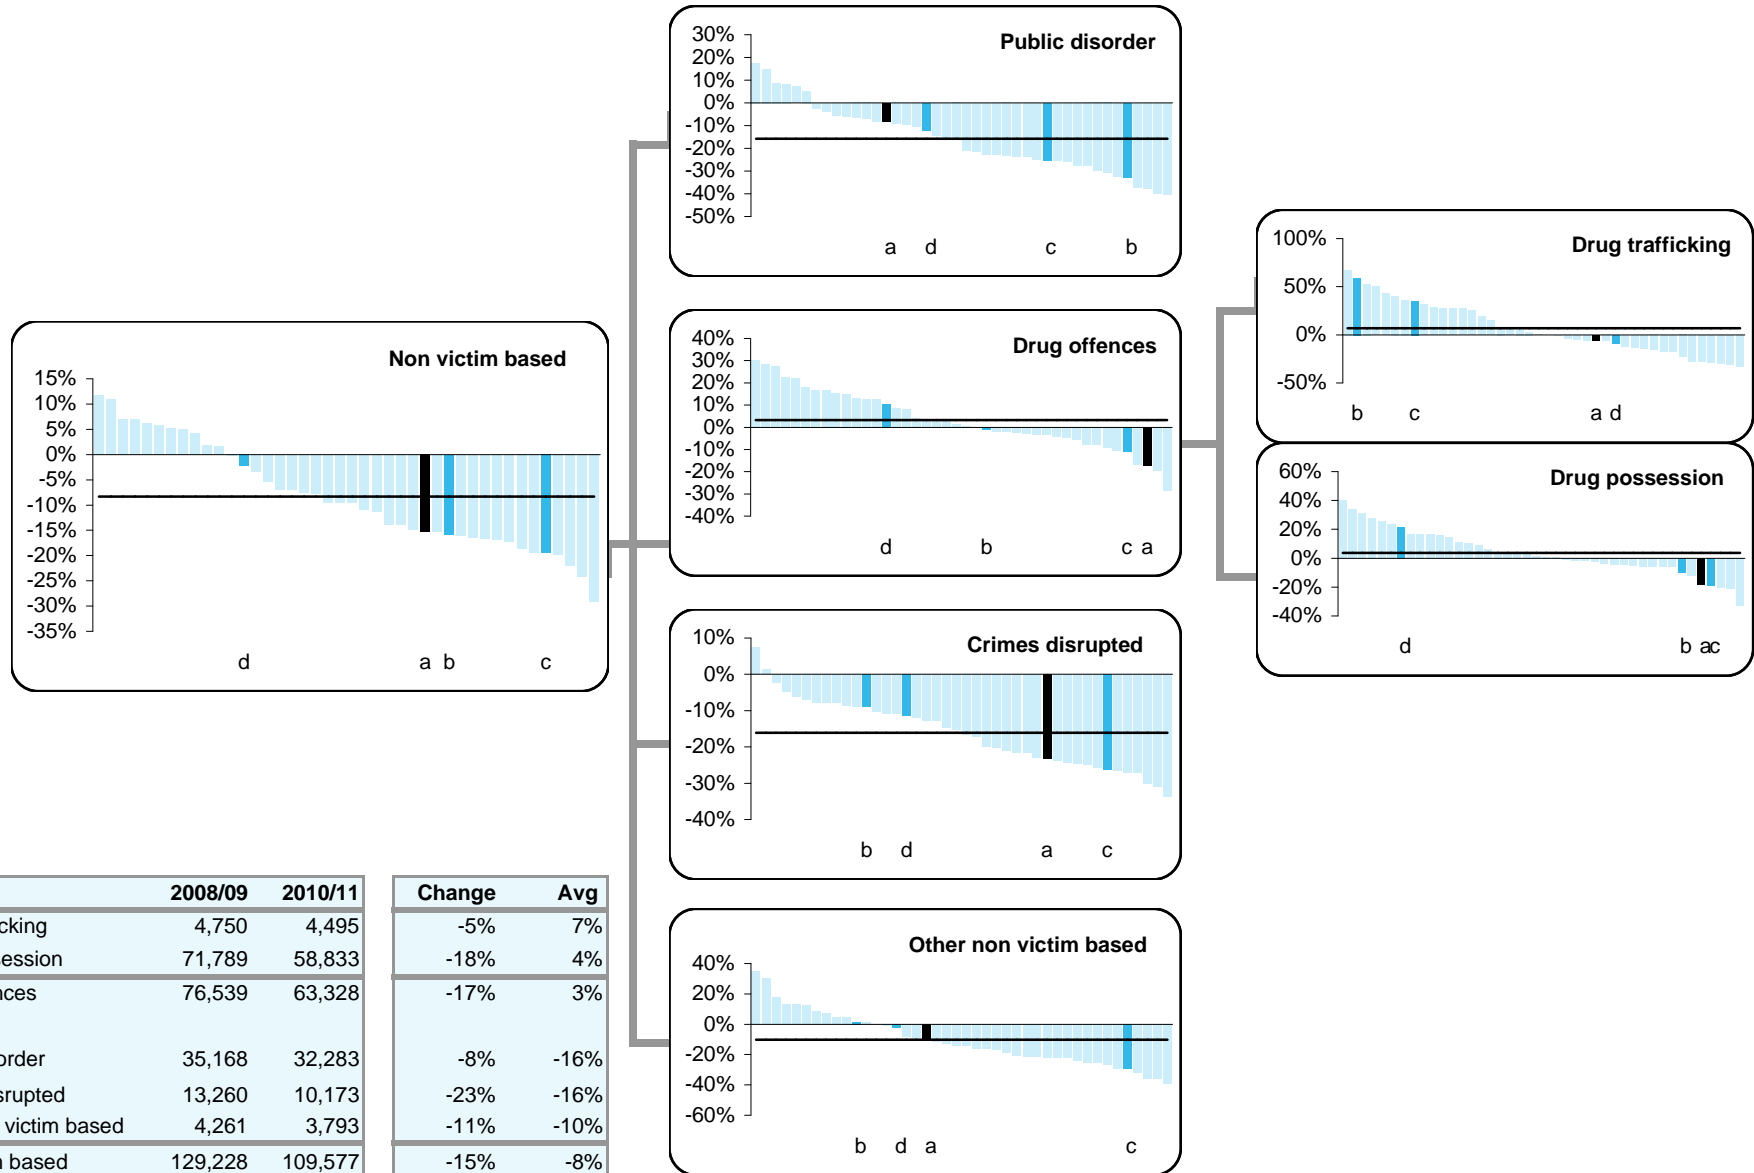 Public disorder
30%
20%
10%
0%
-10%
-20%
-30%
-40%
-50%
a d c b
Drug trafficking
100%
50%
0%
-50%
b c a d
Non victim based
15%
10%
5%
0%
-5%
-10%
-15%
-20%
-25%
-30%
-35%
d a b c
Drug offences
40%
30%
20%
10%
0%
-10%
-20%
-30%
-40%
d b c a
Drug possession
60%
40%
20%
0%
-20%
-40%
d b ac
Crimes disrupted
10%
0%
-10%
-20%
-30%
-40%
b d a c
Other non victim based
40%
20%
0%
-20%
-40%
-60%
b d a c
2008/09 2010/11 Change Avg
cking 4,750 4,495 -5% 7%
session 71,789 58,833 -18% 4%
nces 76,539 63,328 -17% 3%
order 35,168 32,283 -8% -16%
srupted 13,260 10,173 -23% -16%
victim based 4,261 3,793 -11% -10%
based 129,228 109,577 -15% -8%